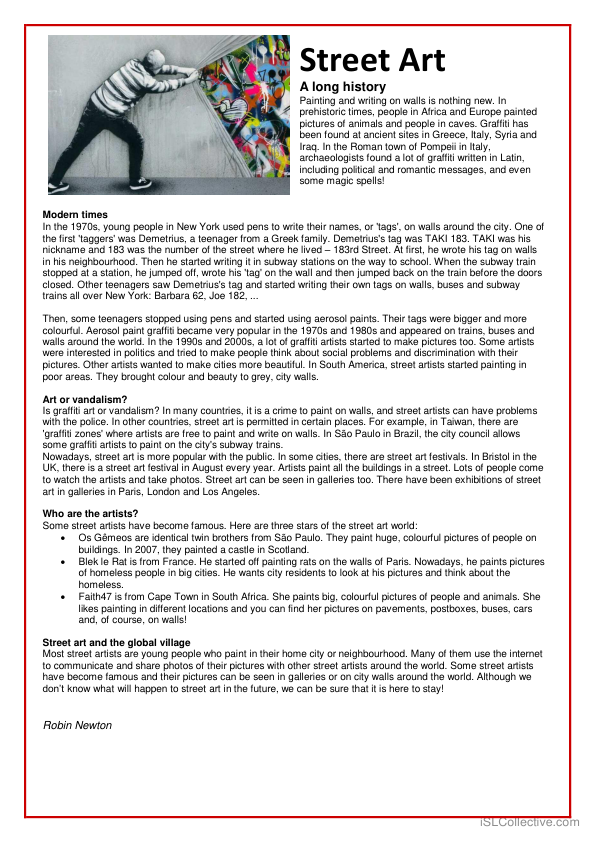 Street Art
A long history
Painting and writing on walls is nothing new. In
prehistoric times, people in Africa and Europe painted
pictures of animals and people in caves. Graffiti has
been found at ancient sites in Greece, Italy, Syria and
Iraq. In the Roman town of Pompeii in Italy,
archaeologists found a lot of graffiti written in Latin,
including political and romantic messages, and even
some magic spells!
Modern times
In the 1970s, young people in New York used pens to write their names, or 'tags', on walls around the city. One of
the first 'taggers' was Demetrius, a teenager from a Greek family. Demetrius's tag was TAKI 183. TAKI was his
nickname and 183 was the number of the street where he lived – 183rd Street. At first, he wrote his tag on walls
in his neighbourhood. Then he started writing it in subway stations on the way to school. When the subway train
stopped at a station, he jumped off, wrote his 'tag' on the wall and then jumped back on the train before the doors
closed. Other teenagers saw Demetrius's tag and started writing their own tags on walls, buses and subway
trains all over New York: Barbara 62, Joe 182, ...
Then, some teenagers stopped using pens and started using aerosol paints. Their tags were bigger and more
colourful. Aerosol paint graffiti became very popular in the 1970s and 1980s and appeared on trains, buses and
walls around the world. In the 1990s and 2000s, a lot of graffiti artists started to make pictures too. Some artists
were interested in politics and tried to make people think about social problems and discrimination with their
pictures. Other artists wanted to make cities more beautiful. In South America, street artists started painting in
poor areas. They brought colour and beauty to grey, city walls.
Art or vandalism?
Is graffiti art or vandalism? In many countries, it is a crime to paint on walls, and street artists can have problems
with the police. In other countries, street art is permitted in certain places. For example, in Taiwan, there are
'graffiti zones' where artists are free to paint and write on walls. In São Paulo in Brazil, the city council allows
some graffiti artists to paint on the city's subway trains.
Nowadays, street art is more popular with the public. In some cities, there are street art festivals. In Bristol in the
UK, there is a street art festival in August every year. Artists paint all the buildings in a street. Lots of people come
to watch the artists and take photos. Street art can be seen in galleries too. There have been exhibitions of street
art in galleries in Paris, London and Los Angeles.
Who are the artists?
Some street artists have become famous. Here are three stars of the street art world:
• Os Gêmeos are identical twin brothers from São Paulo. They paint huge, colourful pictures of people on
buildings. In 2007, they painted a castle in Scotland.
• Blek le Rat is from France. He started off painting rats on the walls of Paris. Nowadays, he paints pictures
of homeless people in big cities. He wants city residents to look at his pictures and think about the
homeless.
• Faith47 is from Cape Town in South Africa. She paints big, colourful pictures of people and animals. She
likes painting in different locations and you can find her pictures on pavements, postboxes, buses, cars
and, of course, on walls!
Street art and the global village
Most street artists are young people who paint in their home city or neighbourhood. Many of them use the internet
to communicate and share photos of their pictures with other street artists around the world. Some street artists
have become famous and their pictures can be seen in galleries or on city walls around the world. Although we
don't know what will happen to street art in the future, we can be sure that it is here to stay!
Robin Newton
iSLCollective.com